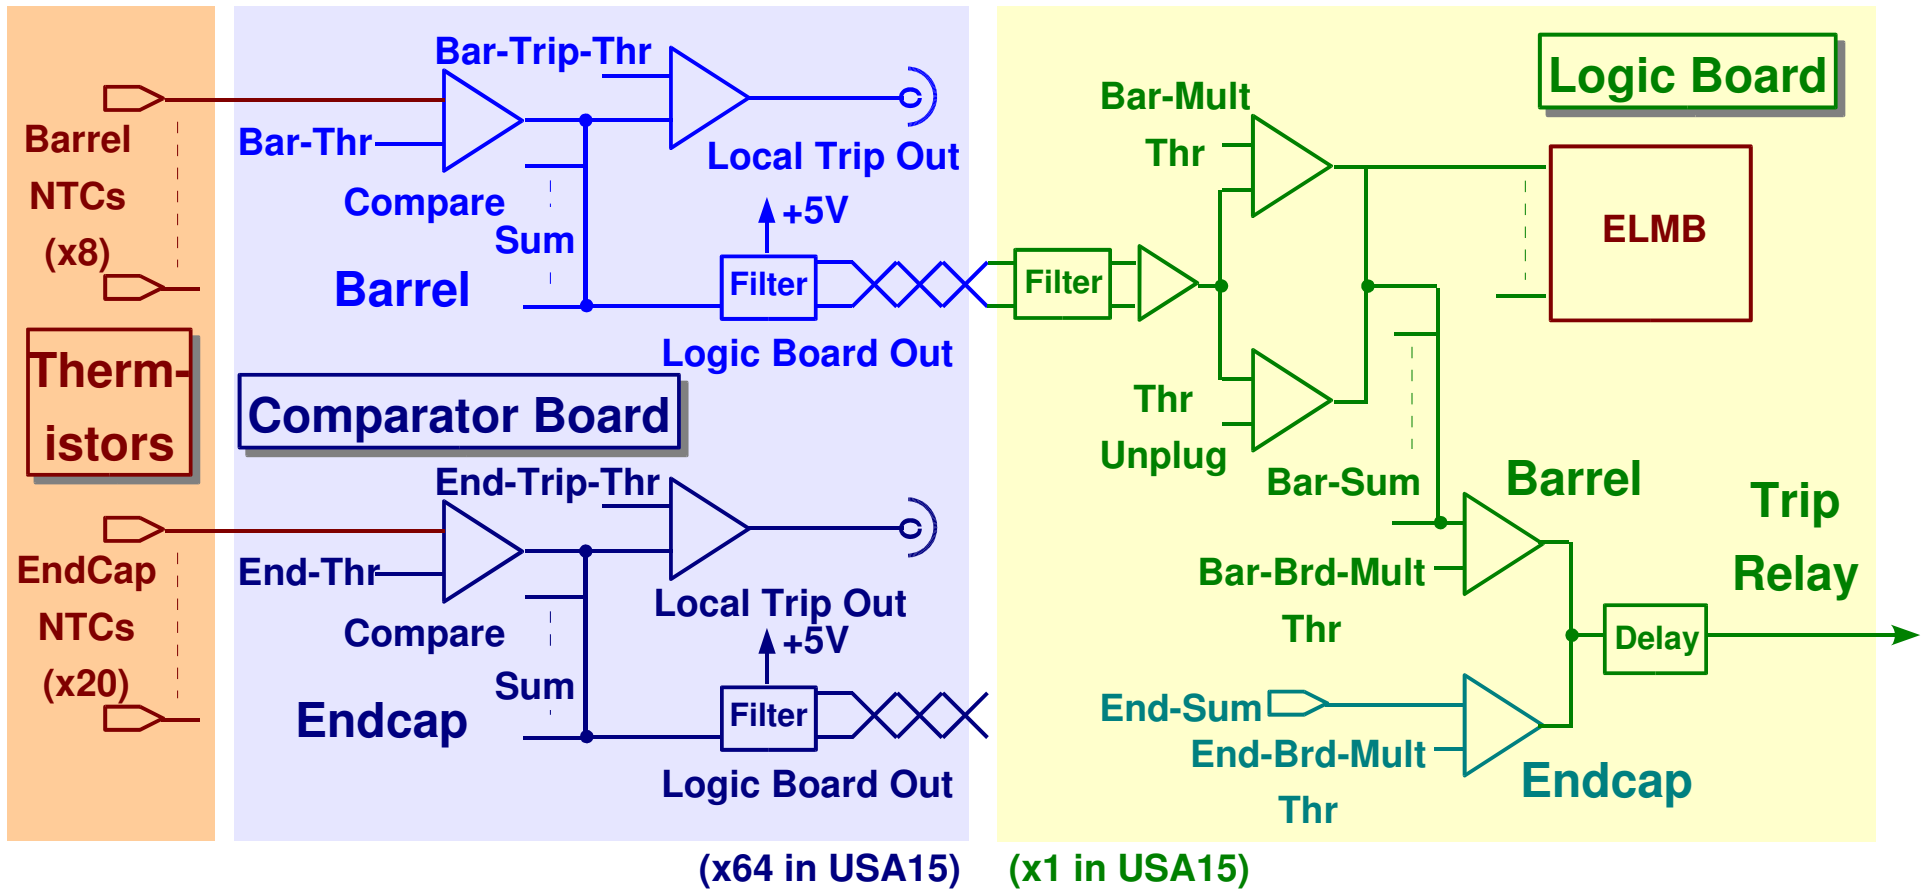 Barrel
NTCs
(x8)
Therm-
istors
EndCap
NTCs
(x20)
Bar-Trip-Thr
Bar-Thr
Local Trip Out
Compare
+5V
Sum
Barrel
Filter
Logic Board Out
Comparator Board
End-Trip-Thr
End-Thr
Local Trip Out
Compare
+5V
Sum
Endcap
Filter
Logic Board Out
(x64 in USA15)
Logic Board
Bar-Mult
Thr
ELMB
Filter
Thr
Unplug
Bar-Sum
Barrel
Trip
Relay
Bar-Brd-Mult
Thr
Delay
End-Sum
End-Brd-Mult
Thr
Endcap
(x1 in USA15)